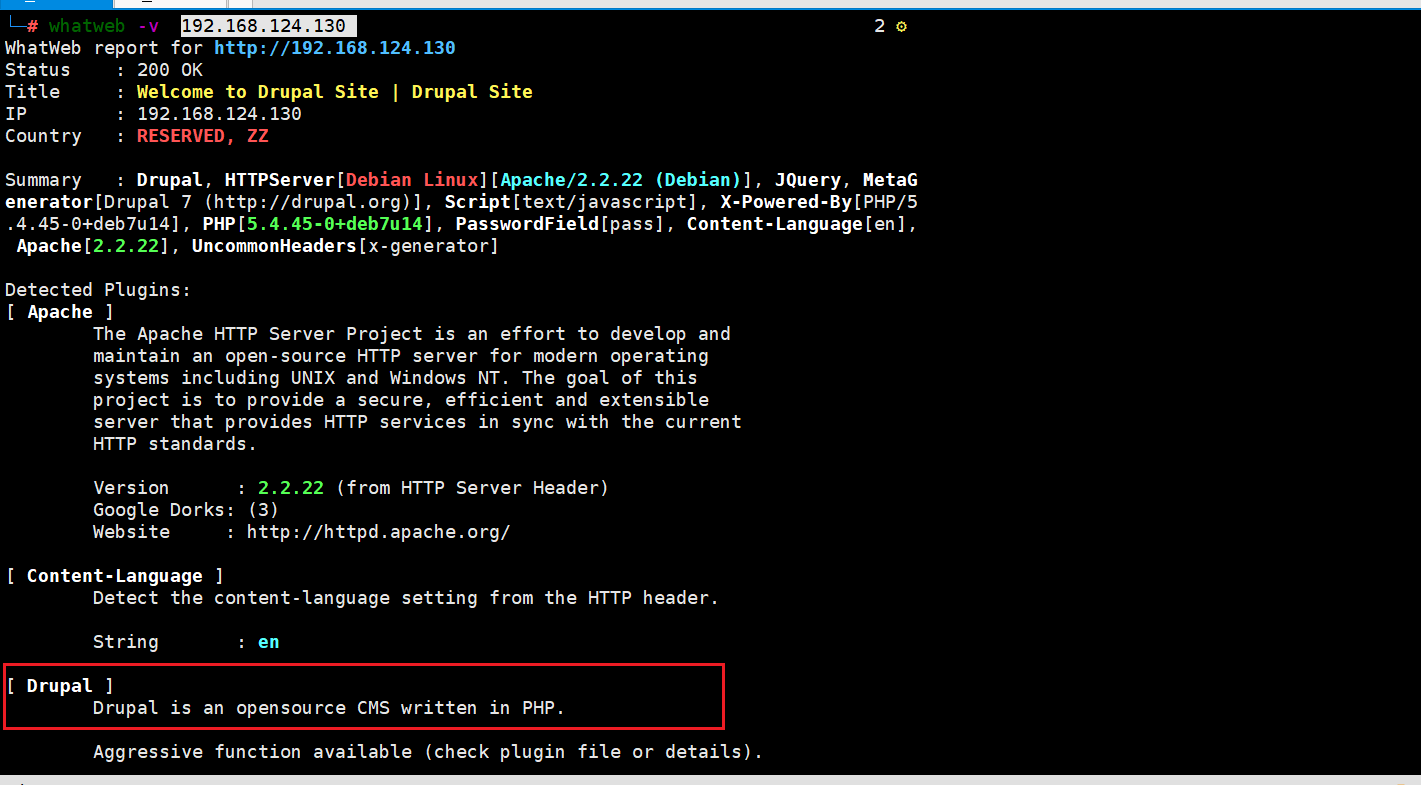 └─# whatweb -v  192.168.124.130 2 ⚙
WhatWeb report for http://192.168.124.130
Status    : 200 OK
Title     : Welcome to Drupal Site | Drupal Site
IP        : 192.168.124.130
Country   : RESERVED, ZZ
Summary   : Drupal, HTTPServer[Debian Linux][Apache/2.2.22 (Debian)], JQuery, MetaG
enerator[Drupal 7 (http://drupal.org)], Script[text/javascript], X-Powered-By[PHP/5
.4.45-0+deb7u14], PHP[5.4.45-0+deb7u14], PasswordField[pass], Content-Language[en],
Apache[2.2.22], UncommonHeaders[x-generator]
Detected Plugins:
[ Apache ]
The Apache HTTP Server Project is an effort to develop and
maintain an open-source HTTP server for modern operating
systems including UNIX and Windows NT. The goal of this
project is to provide a secure, efficient and extensible
server that provides HTTP services in sync with the current
HTTP standards.
Version      : 2.2.22 (from HTTP Server Header)
Google Dorks: (3)
Website     : http://httpd.apache.org/
[ Content-Language ]
Detect the content-language setting from the HTTP header.
String       : en
[ Drupal ]
Drupal is an opensource CMS written in PHP.
Aggressive function available (check plugin file or details).